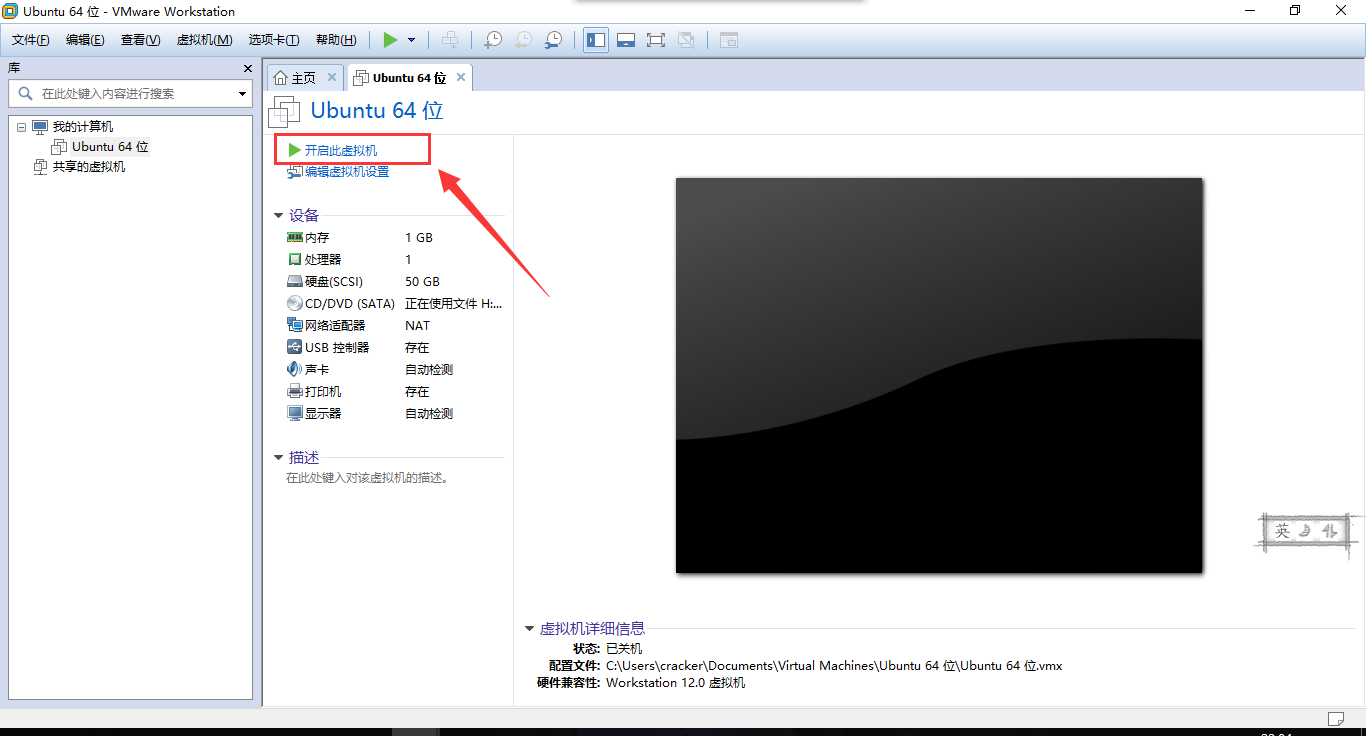 Ubuntu 64 位 - VMware Workstation
文件(F) 编辑(E) 查看(V) 虚拟机(M) 选项卡(T) 帮助(H)
库
在此处键入内容进行搜索
我的计算机
Ubuntu 64 位
共享的虚拟机
主页
Ubuntu 64 位
Ubuntu 64 位
开启此虚拟机
编辑虚拟机设置
设备
内存 1 GB
处理器 1
硬盘(SCSI) 50 GB
CD/DVD (SATA) 正在使用文件 H:...
网络适配器 NAT
USB 控制器 存在
声卡 自动检测
打印机 存在
显示器 自动检测
描述
在此处键入对该虚拟机的描述。
英
虚拟机详细信息
状态: 已关机
配置文件: C:\Users\cracker\Documents\Virtual Machines\Ubuntu 64 位\Ubuntu 64 位.vmx
硬件兼容性: Workstation 12.0 虚拟机